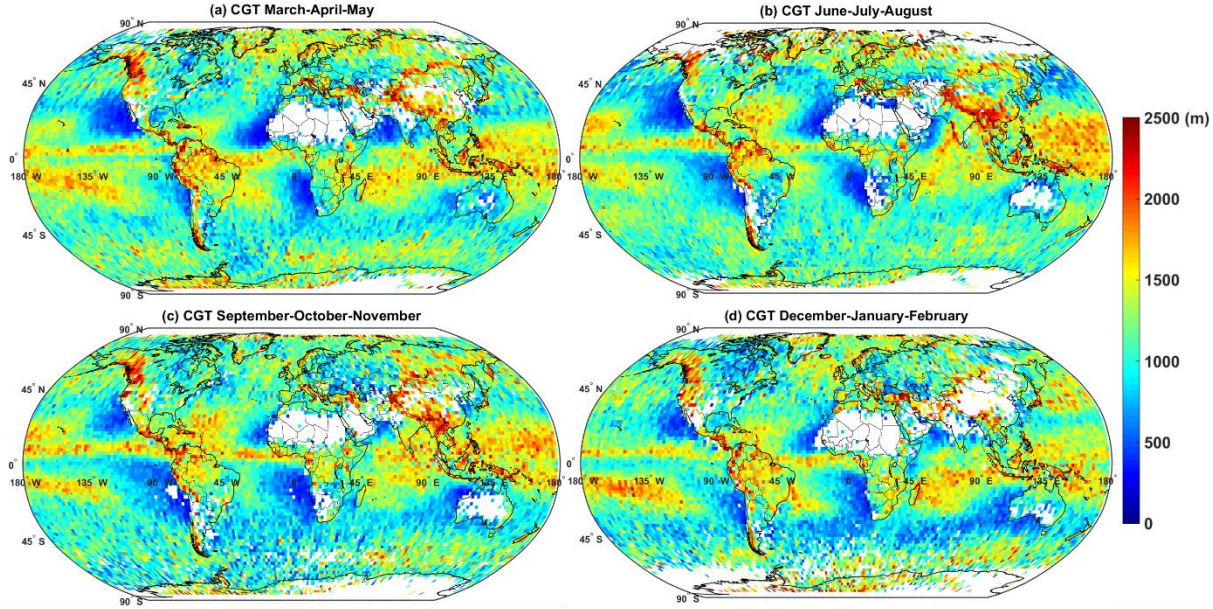 (a) CGT March-April-May
90° N
45° N
0°
180° W 135° W 90° W 45° W 0° 45° E 90° E 135° E 180° E
45° S
90° S
(b) CGT June-July-August
90° N
45° N
0°
180° W 135° W 90° W 45° W 0° 45° E 90° E 135° E 180° E
45° S
90° S
(c) CGT September-October-November
90° N
45° N
0°
180° W 135° W 90° W 45° W 0° 45° E 90° E 135° E 180° E
45° S
90° S
(d) CGT December-January-February
90° N
45° N
0°
180° W 135° W 90° W 45° W 0° 45° E 90° E 135° E 180° E
45° S
90° S
2500 (m)
2000
1500
1000
500
0